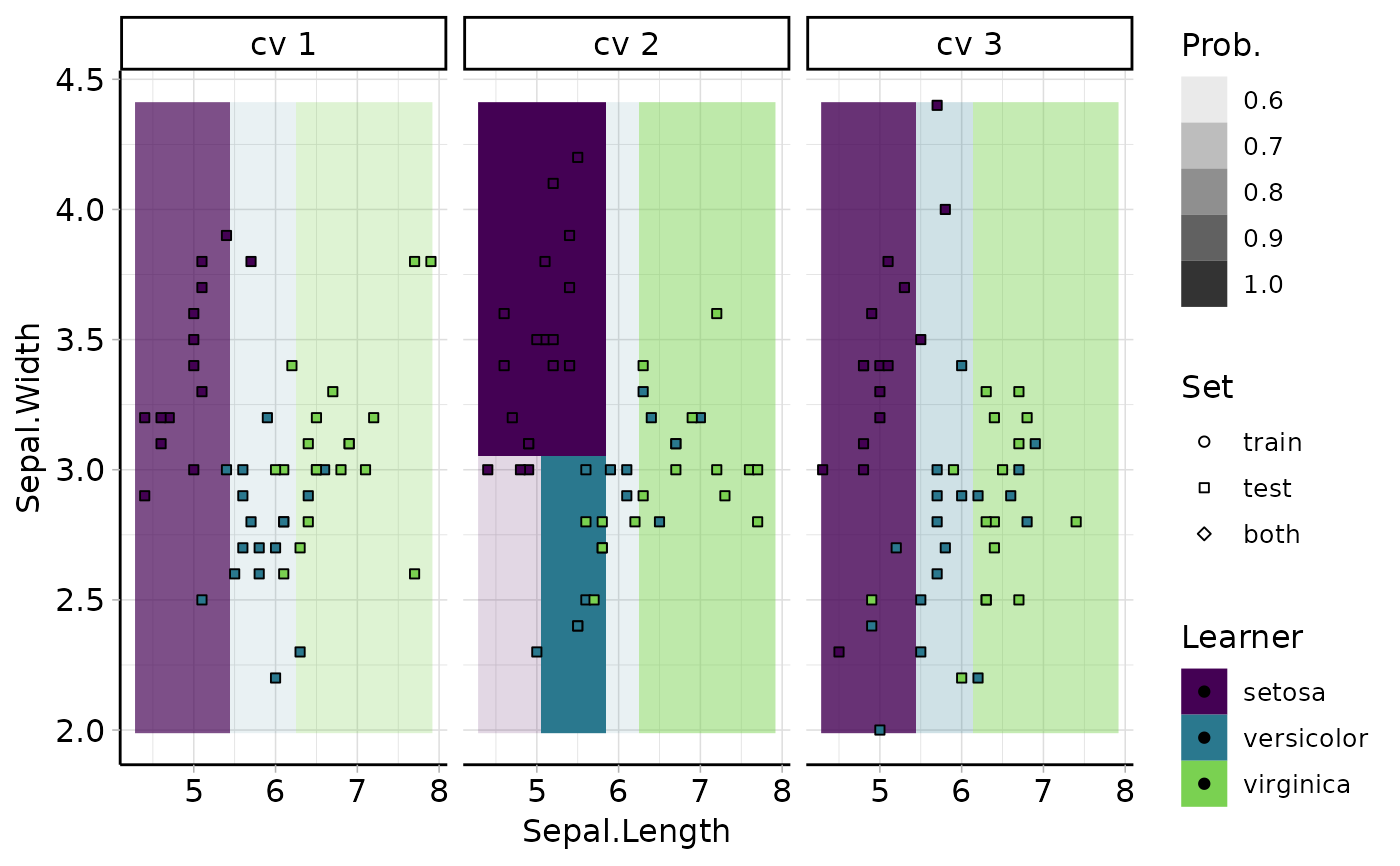 cv 1
cv 2
cv 3
4.5
4.0
3.5
3.0
2.5
2.0
Sepal.Width
5 6 7 8
5 6 7 8
5 6 7 8
Sepal.Length
Prob.
0.6
0.7
0.8
0.9
1.0
Set
train
test
both
Learner
setosa
versicolor
virginica